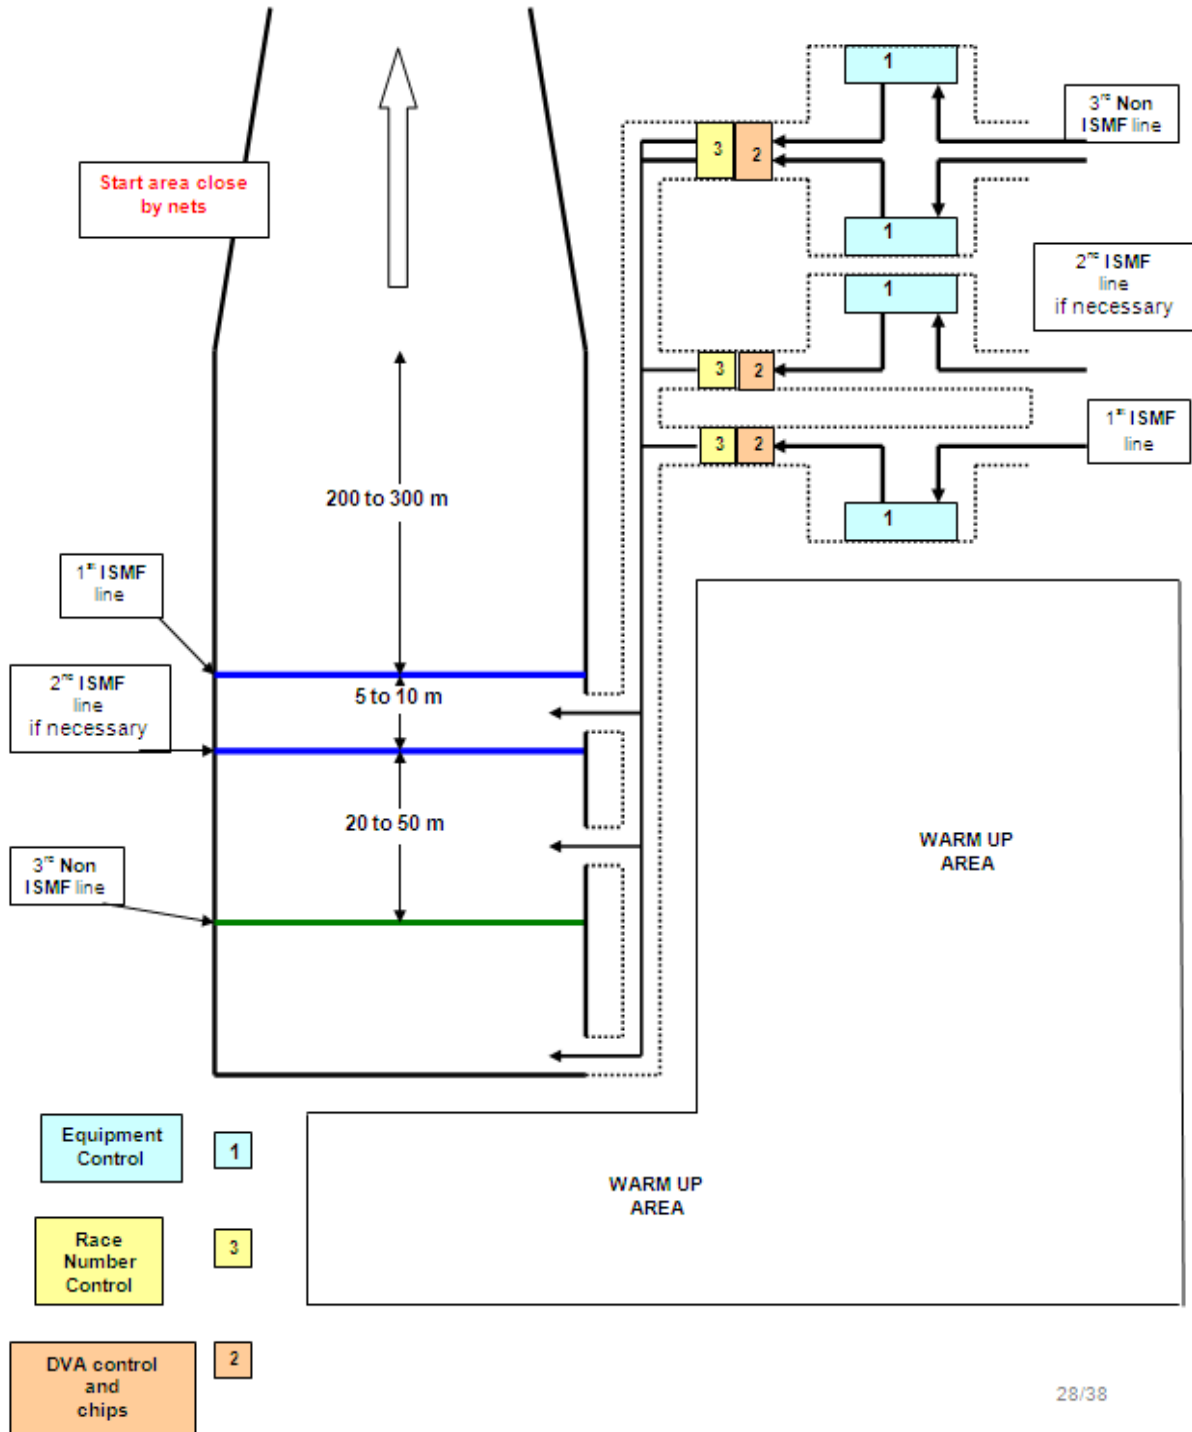 1
3ʳᵈ Non
ISMF line
Start area close
by nets
3
2
1
2ⁿᵈ ISMF
line
if necessary
1
3
2
1ˢᵗ ISMF
line
3
2
200 to 300 m
1
1ˢᵗ ISMF
line
2ⁿᵈ ISMF
line
if necessary
5 to 10 m
20 to 50 m
3ʳᵈ Non
ISMF line
WARM UP
AREA
Equipment
Control
1
WARM UP
AREA
Race
Number
Control
3
DVA control
and
chips
2
28/38